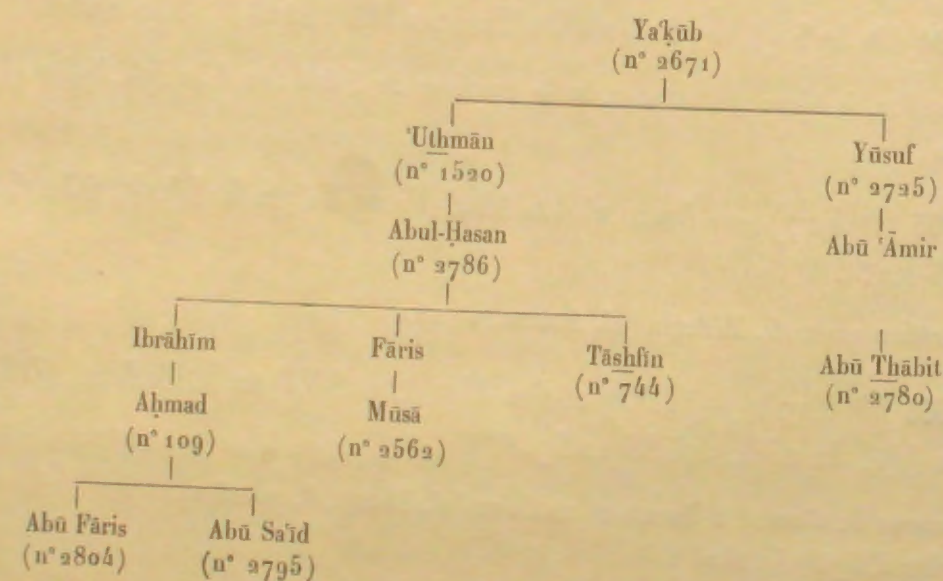 Ya'ḳūb
(n° 2671)
'Uthmān
(n° 1520)
Yūsuf
(n° 2725)
Abul-Ḥasan
(n° 2786)
Abū 'Āmir
Ibrāhīm
Fāris
Tāshfīn
(n° 744)
Abū Thābit
(n° 2780)
Aḥmad
(n° 109)
Mūsā
(n° 2562)
Abū Fāris
(n° 2804)
Abū Sa'īd
(n° 2795)